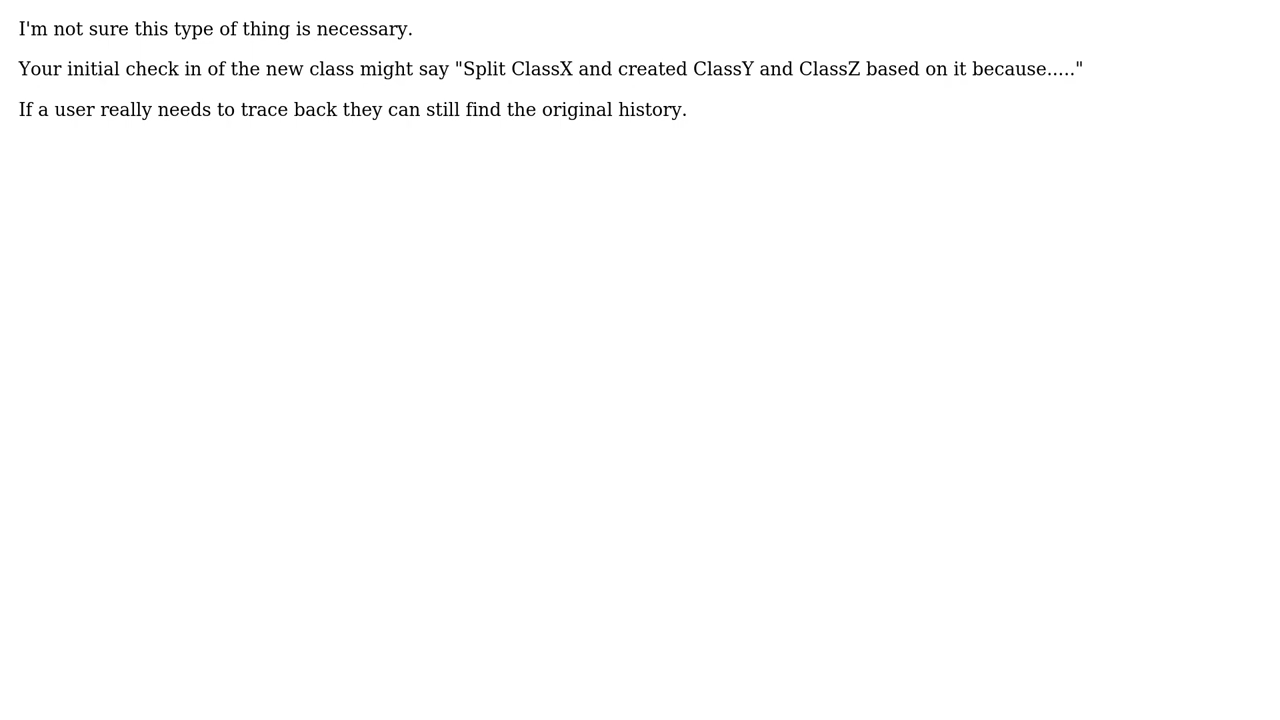 I'm not sure this type of thing is necessary.
Your initial check in of the new class might say "Split ClassX and created ClassY and ClassZ based on it because....."
If a user really needs to trace back they can still find the original history.